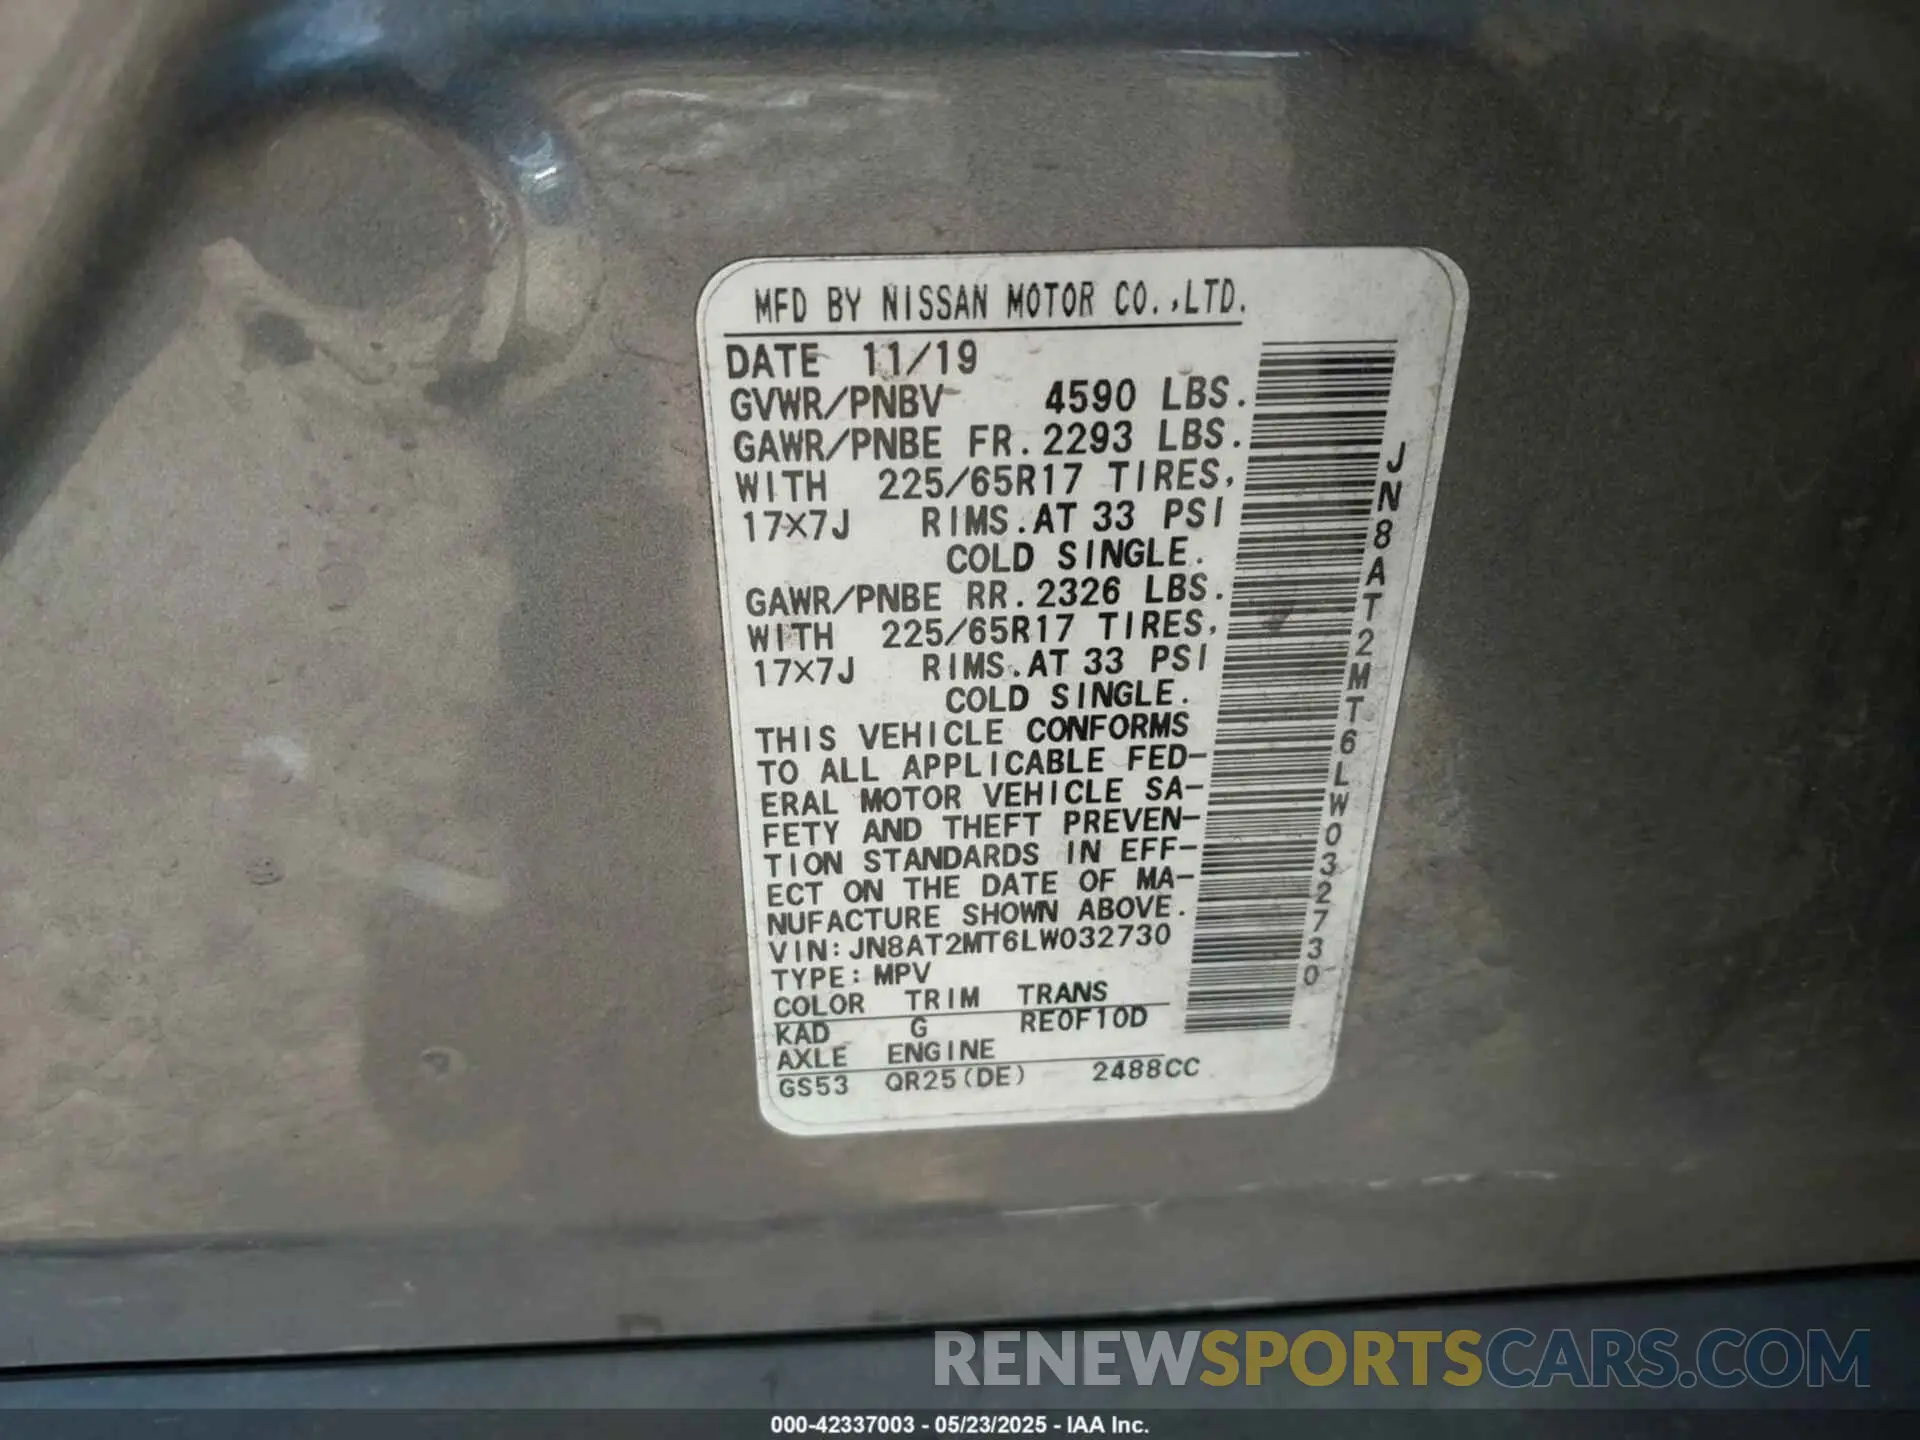 MFD BY NISSAN MOTOR CO.,LTD.
DATE 11/19
GVWR/PNBV 4590 LBS.
GAWR/PNBE FR.2293 LBS.
WITH 225/65R17 TIRES,
17×7J RIMS.AT 33 PSI
COLD SINGLE.
GAWR/PNBE RR.2326 LBS.
WITH 225/65R17 TIRES,
17×7J RIMS.AT 33 PSI
COLD SINGLE.
THIS VEHICLE CONFORMS
TO ALL APPLICABLE FED-
ERAL MOTOR VEHICLE SA-
FETY AND THEFT PREVEN-
TION STANDARDS IN EFF-
ECT ON THE DATE OF MA-
NUFACTURE SHOWN ABOVE.
VIN:JN8AT2MT6LW032730
TYPE:MPV
COLOR TRIM TRANS
KAD G RE0F10D
AXLE ENGINE
GS53 QR25(DE) 2488CC
JN8AT2MT6LW032730
RENEWSPORTSCARS.COM
000-42337003 - 05/23/2025 - IAA Inc.